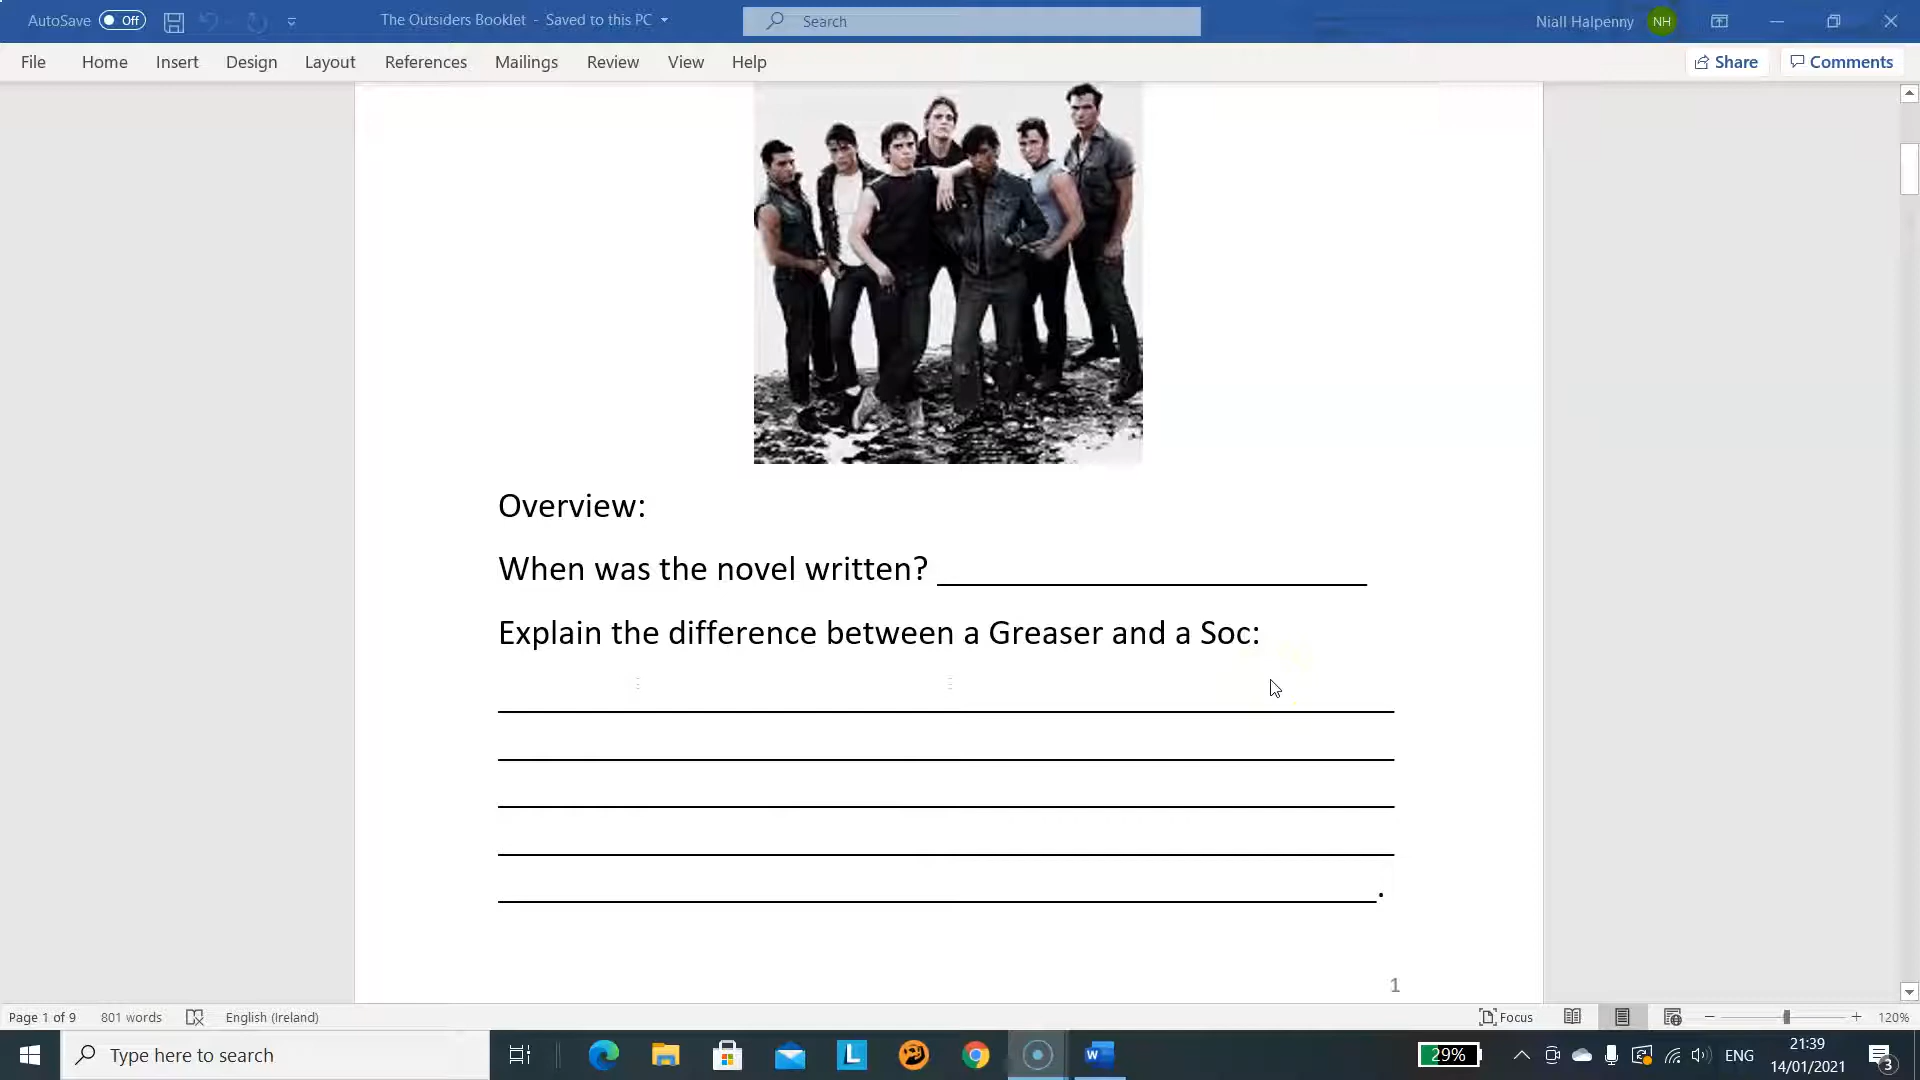 AutoSave Off The Outsiders Booklet - Saved to this PC Search Niall Halpenny NH
File Home Insert Design Layout References Mailings Review View Help Share Comments
Overview:
When was the novel written? ______________________
Explain the difference between a Greaser and a Soc:
.
1
Page 1 of 9 801 words English (Ireland) Focus 120%
Type here to search L W 29% ENG 21:39
14/01/2021 3